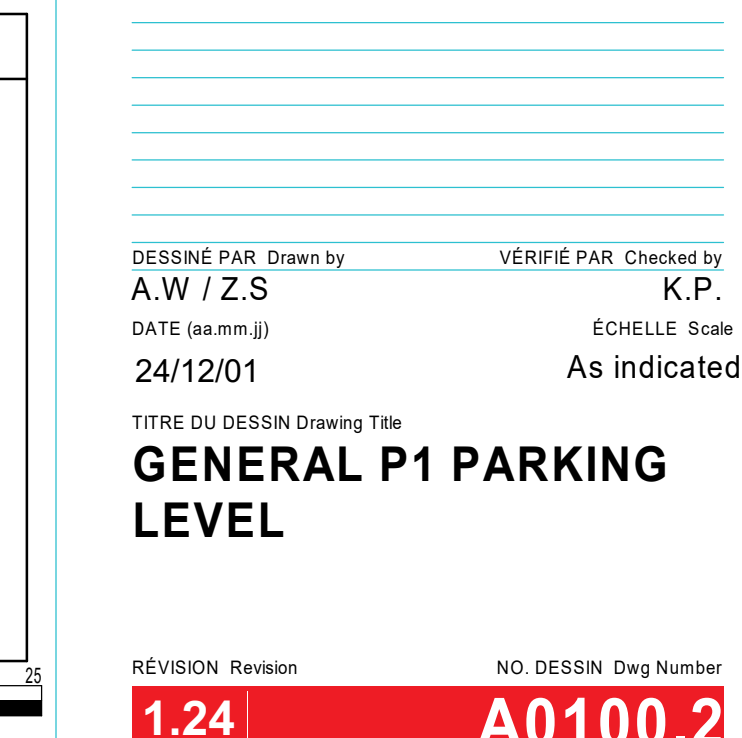 DESSINÉ PAR Drawn by
VÉRIFIÉ PAR Checked by
A.W / Z.S
K.P.
DATE (aa.mm.jj)
ÉCHELLE Scale
24/12/01
As indicated
TITRE DU DESSIN Drawing Title
GENERAL P1 PARKING
LEVEL
RÉVISION Revision
NO. DESSIN Dwg Number
25
1.24
A0100.2